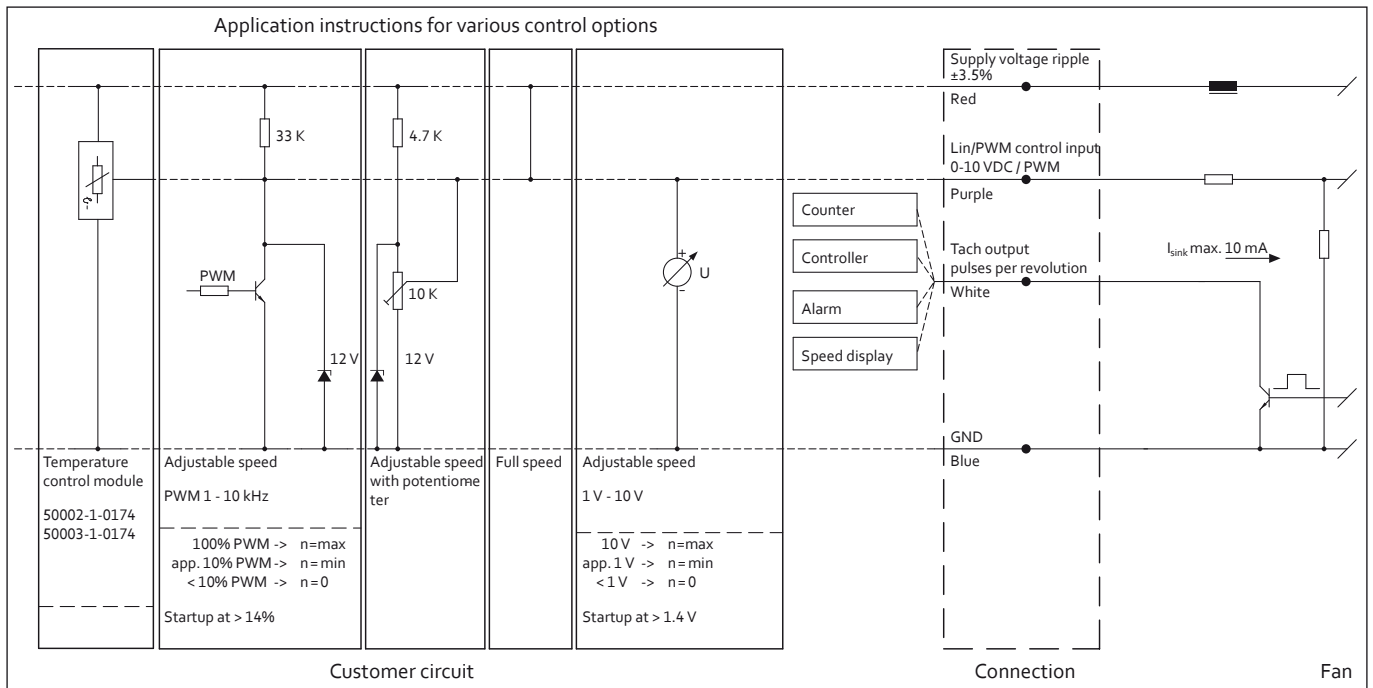 Application instructions for various control options
Supply voltage ripple
±3.5%
Red
33 K
4.7 K
Lin/PWM control input
0-10 VDC / PWM
Purple
Counter
Controller
Alarm
Speed display
Tach output
pulses per revolution
White
Isink max. 10 mA
PWM
10 K
+
U
-
12 V
12 V
GND
Blue
Temperature
control module
50002-1-0174
50003-1-0174
Adjustable speed
PWM 1 - 10 kHz
100% PWM -> n=max
app. 10% PWM -> n=min
< 10% PWM -> n=0
Startup at > 14%
Adjustable speed
with potentiome
ter
Full speed
Adjustable speed
1 V - 10 V
10 V -> n=max
app. 1 V -> n=min
< 1 V -> n=0
Startup at > 1.4 V
Customer circuit
Connection
Fan